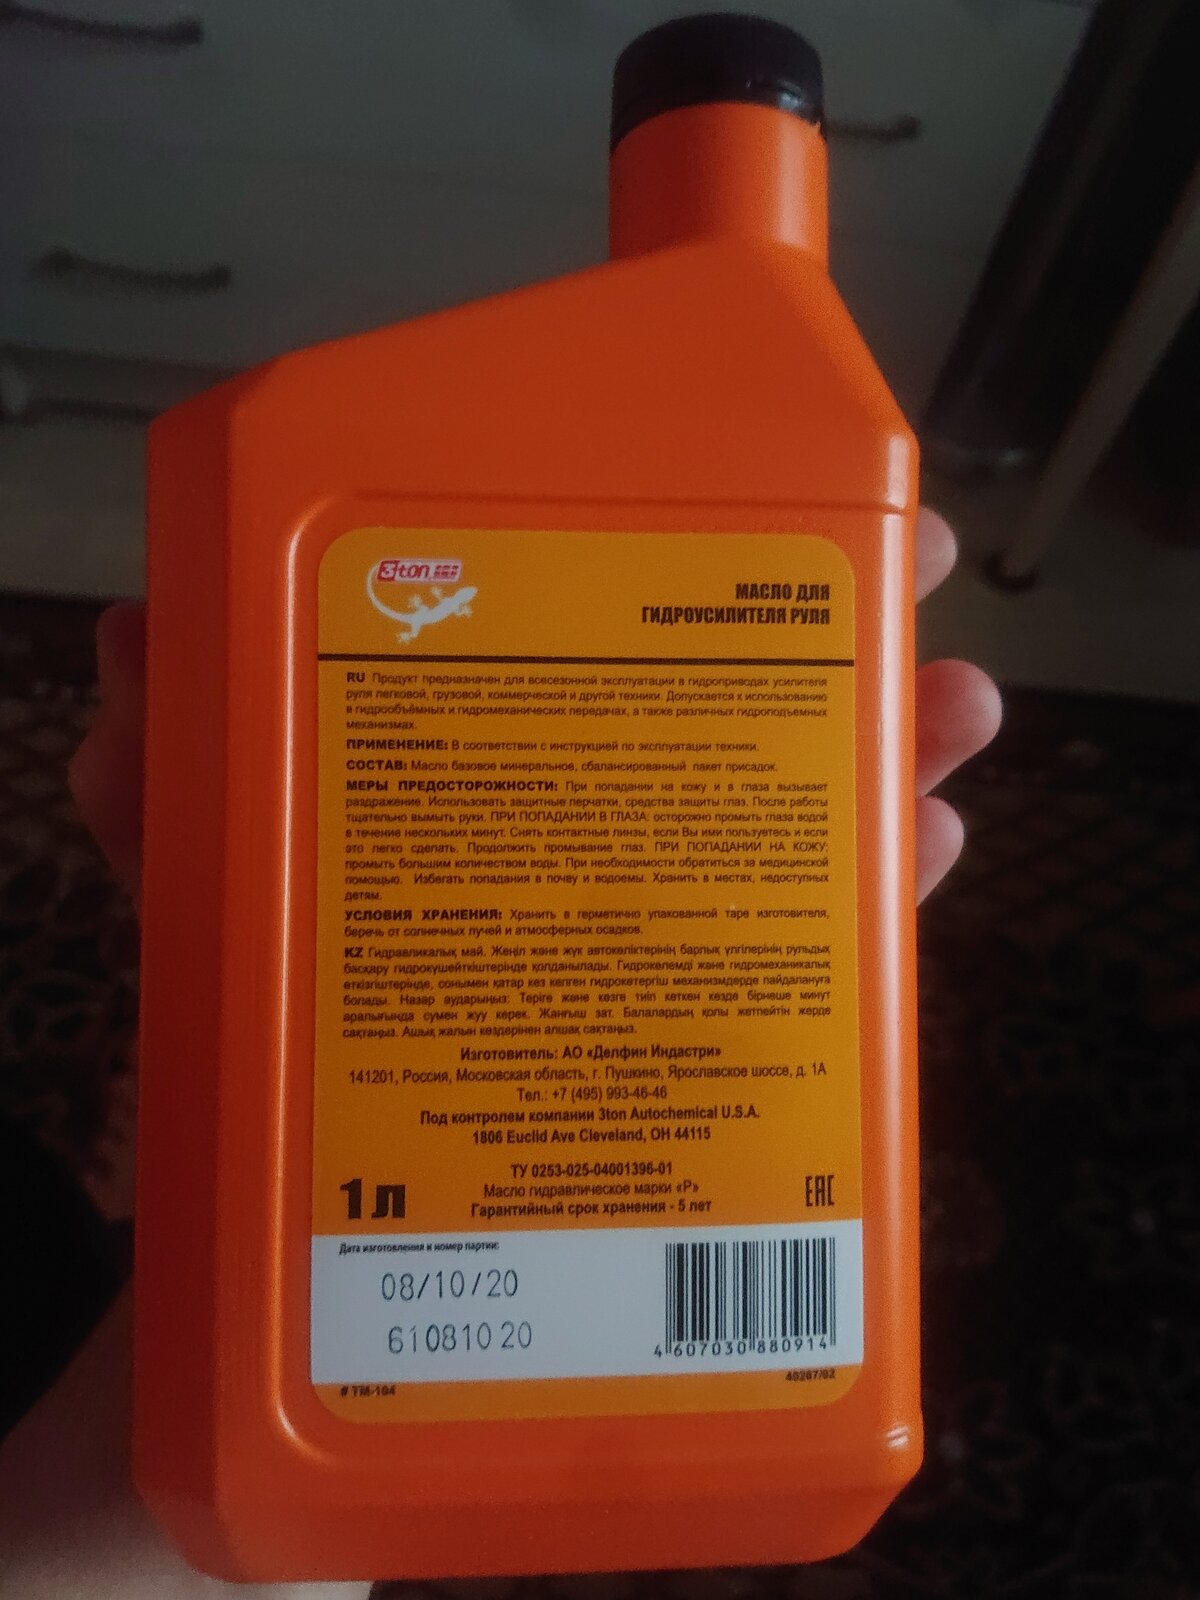 3ton
МАСЛО ДЛЯ
ГИДРОУСИЛИТЕЛЯ РУЛЯ
RU Продукт предназначен для всесезонной эксплуатации в гидроприводах усилителя
руля легковой, грузовой, коммерческой и другой техники. Допускается к использованию
в гидрообъёмных и гидромеханических передачах, а также различных гидроподъемных
механизмах.
ПРИМЕНЕНИЕ: В соответствии с инструкцией по эксплуатации техники.
СОСТАВ: Масло базовое минеральное, сбалансированный пакет присадок.
МЕРЫ ПРЕДОСТОРОЖНОСТИ: При попадании на кожу и в глаза вызывает
раздражение. Использовать защитные перчатки, средства защиты глаз. После работы
тщательно вымыть руки. ПРИ ПОПАДАНИИ В ГЛАЗА: осторожно промыть глаза водой
в течение нескольких минут. Снять контактные линзы, если Вы ими пользуетесь и если
это легко сделать. Продолжить промывание глаз. ПРИ ПОПАДАНИИ НА КОЖУ:
промыть большим количеством воды. При необходимости обратиться за медицинской
помощью. Избегать попадания в почву и водоемы. Хранить в местах, недоступных
детям.
УСЛОВИЯ ХРАНЕНИЯ: Хранить в герметично упакованной таре изготовителя,
беречь от солнечных лучей и атмосферных осадков.
KZ Гидравликалық май. Жеңіл және жүк автокөліктерінің барлық үлгілерінің рульдық
басқару гидрокүшейткіштерінде қолданылады. Гидрокөлемді және гидромеханикалық
өткізгіштерінде, сонымен қатар кез келген гидрокөтергіш механизмдерде пайдалануға
болады. Назар аударыңыз: Теріге және көзге тиіп кеткен кезде бірнеше минут
аралығында сумен жуу керек. Жанғыш зат. Балалардың қолы жетпейтін жерде
сақтаңыз. Ашық жалын көздерінен алшақ сақтаңыз.
Изготовитель: АО «Делфин Индастри»
141201, Россия, Московская область, г. Пушкино, Ярославское шоссе, д. 1А
Тел.: +7 (495) 993-46-46
Под контролем компании 3ton Autochemical U.S.A.
1806 Euclid Ave Cleveland, OH 44115
ТУ 0253-025-04001396-01
Масло гидравлическое марки «Р»
Гарантийный срок хранения - 5 лет
1 л
EAC
Дата изготовления и номер партии:
08/10/20
61081020
4 607030 880914
# ТМ-104
40287/02